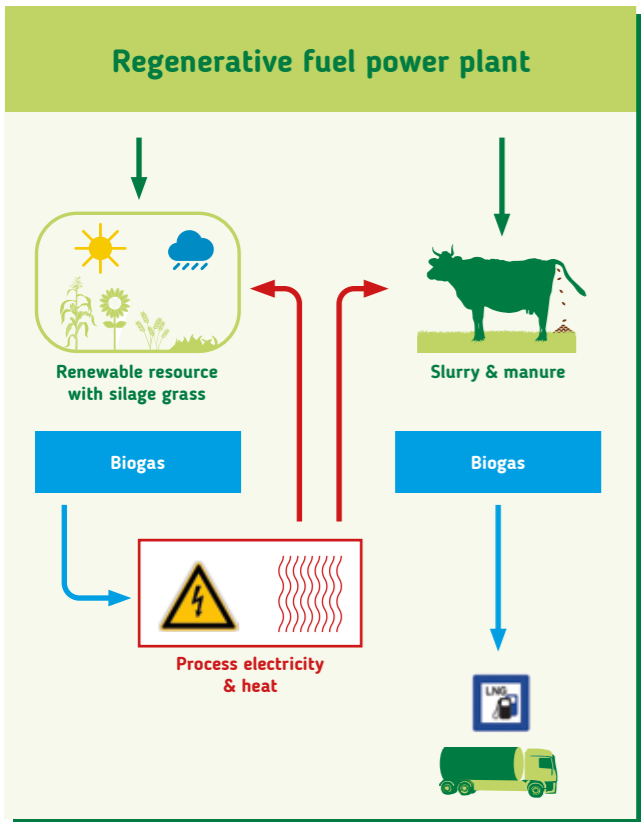 Regenerative fuel power plant
Renewable resource
with silage grass
Slurry & manure
Biogas
Biogas
Process electricity
& heat
LNG